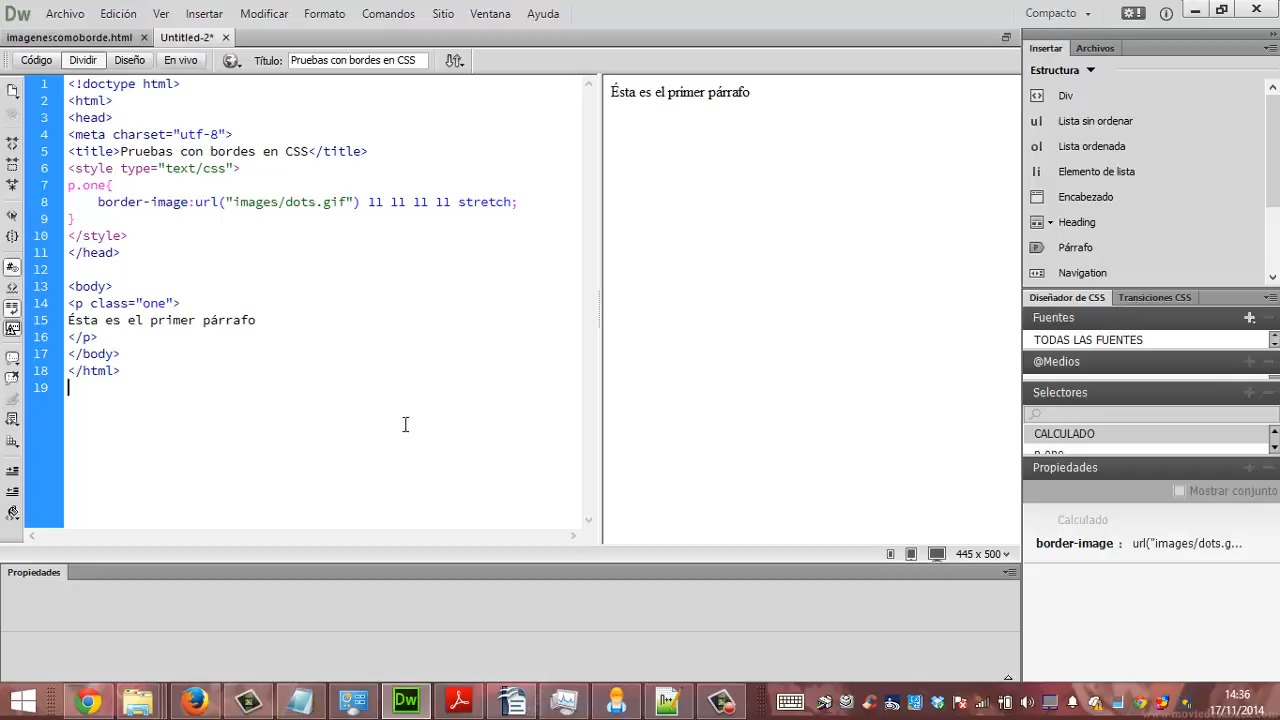 Dw Archivo Edición Ver Insertar Modificar Formato Comandos Sitio Ventana Ayuda Compacto
imagenescomoborde.html Untitled-2*
Código Dividir Diseño En vivo Título: Pruebas con bordes en CSS
1 <!doctype html>
2 <html>
3 <head>
4 <meta charset="utf-8">
5 <title>Pruebas con bordes en CSS</title>
6 <style type="text/css">
7 p.one{
8 border-image:url("images/dots.gif") 11 11 11 11 stretch;
9 }
10 </style>
11 </head>
12
13 <body>
14 <p class="one">
15 Ésta es el primer párrafo
16 </p>
17 </body>
18 </html>
19
Ésta es el primer párrafo
445 x 500
Propiedades
Insertar Archivos
Estructura
Div
ul Lista sin ordenar
ol Lista ordenada
li Elemento de lista
Encabezado
Heading
Párrafo
Navigation
Diseñador de CSS Transiciones CSS
Fuentes
TODAS LAS FUENTES
@Medios
Selectores
CALCULADO
p.one
Propiedades
Mostrar conjunto
Calculado
border-image : url("images/dots.g...
Dw
14:36
17/11/2014